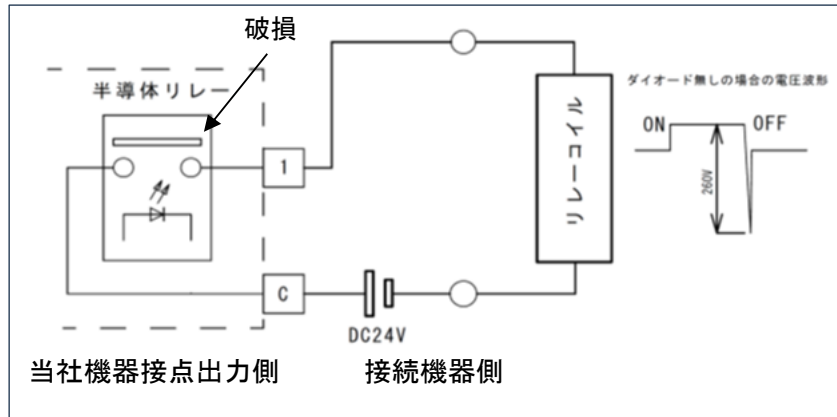 破損
半導体リレー
ダイオード無しの場合の電圧波形
ON
OFF
260V
リレーコイル
1
C
DC24V
当社機器接点出力側
接続機器側